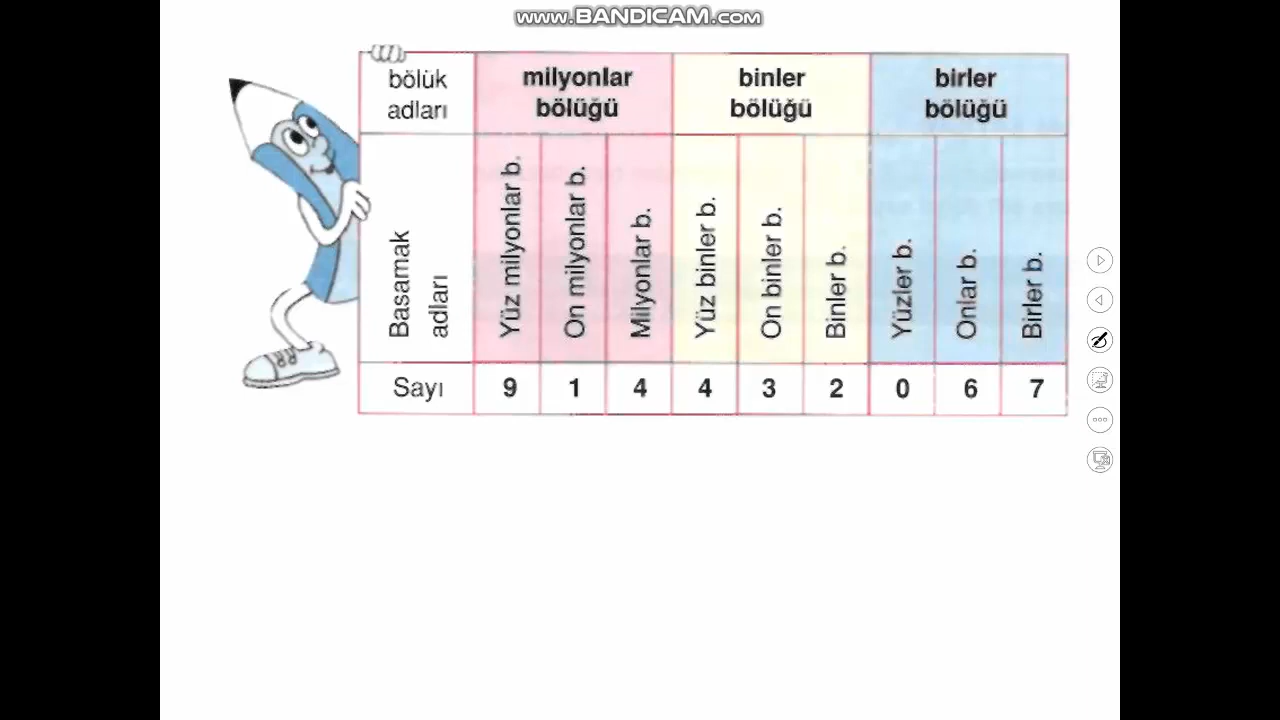 www.BANDICAM.com
bölük adları
milyonlar bölüğü
binler bölüğü
birler bölüğü
Basamak adları
Yüz milyonlar b.
On milyonlar b.
Milyonlar b.
Yüz binler b.
On binler b.
Binler b.
Yüzler b.
Onlar b.
Birler b.
Sayı 9 1 4 4 3 2 0 6 7